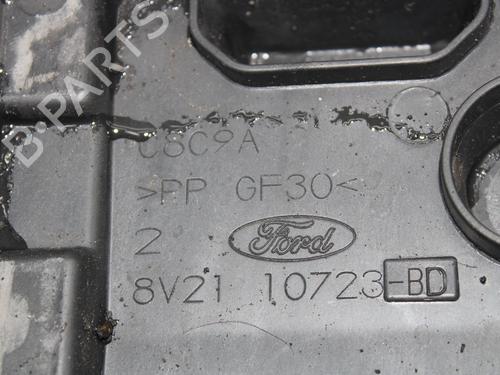 B-PARTS
C8C9A
>PP GF30<
2 Ford
8V21 10723-BD